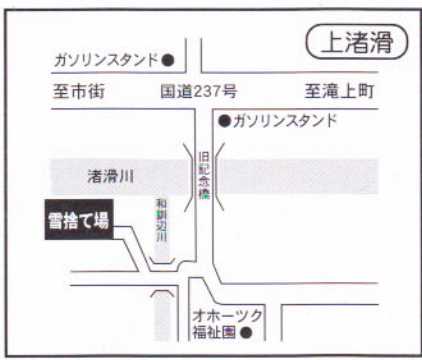 上渚滑
ガソリンスタンド●
至市街 国道237号 至滝上町
●ガソリンスタンド
旧記念橋
渚滑川
和訓辺川
雪捨て場
オホーツク
福祉園●